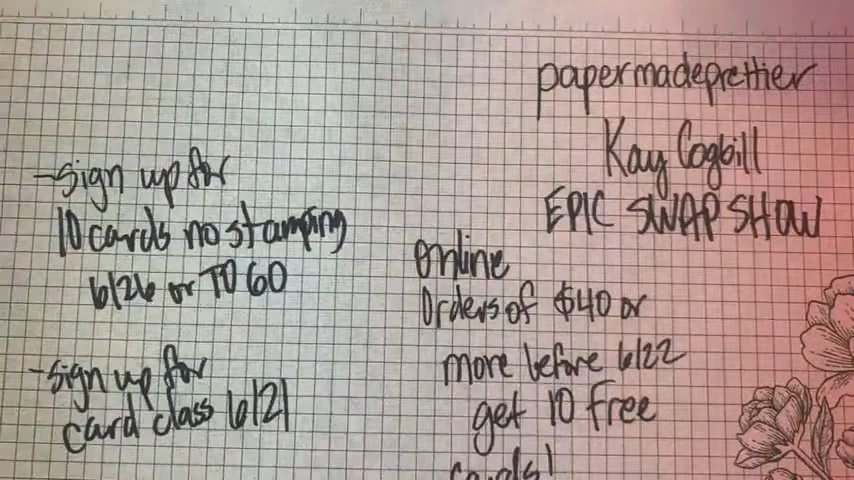 papermadeprettier
Kay Cogbill
EPIC SWAP SHOW
-sign up for
10 cards no stamping
6/26 or TO GO
-sign up for
card class 6/21
online
orders of $40 or
more before 6/22
get 10 free
cards!